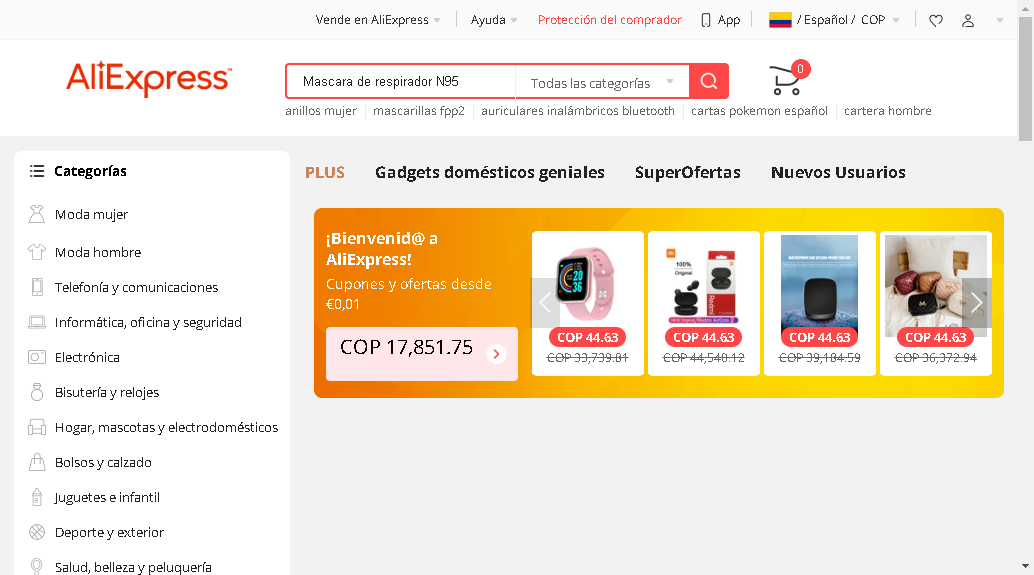 Vende en AliExpress
Ayuda
Protección del comprador
App
/ Español / COP
AliExpress
Mascara de respirador N95
Todas las categorías
0
anillos mujer
mascarillas fpp2
auriculares inalámbricos bluetooth
cartas pokemon español
cartera hombre
Categorías
Moda mujer
Moda hombre
Telefonía y comunicaciones
Informática, oficina y seguridad
Electrónica
Bisutería y relojes
Hogar, mascotas y electrodomésticos
Bolsos y calzado
Juguetes e infantil
Deporte y exterior
Salud, belleza y peluquería
PLUS
Gadgets domésticos geniales
SuperOfertas
Nuevos Usuarios
¡Bienvenid@ a
AliExpress!
Cupones y ofertas desde
€0,01
COP 17,851.75
COP 44.63
COP 33,739.81
100%
Original
Redmi
COP 44.63
COP 44,540.12
COP 44.63
COP 39,184.59
COP 44.63
COP 36,372.94